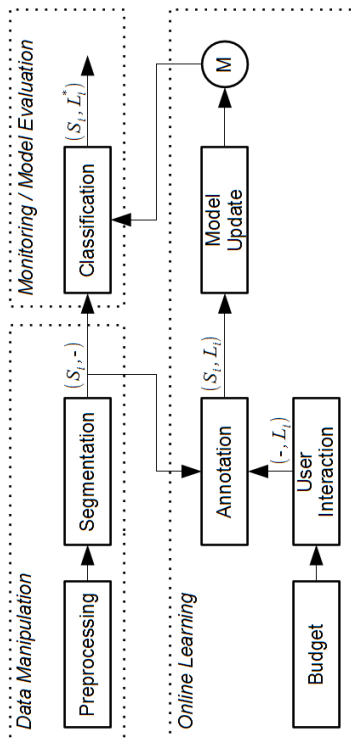 Data Manipulation
Monitoring / Model Evaluation
Preprocessing
Segmentation
(S_i, -)
Classification
(S_i, L_i^*)
Online Learning
Annotation
(S_i, L_i)
Model
Update
M
(-, L_i)
Budget
User
Interaction